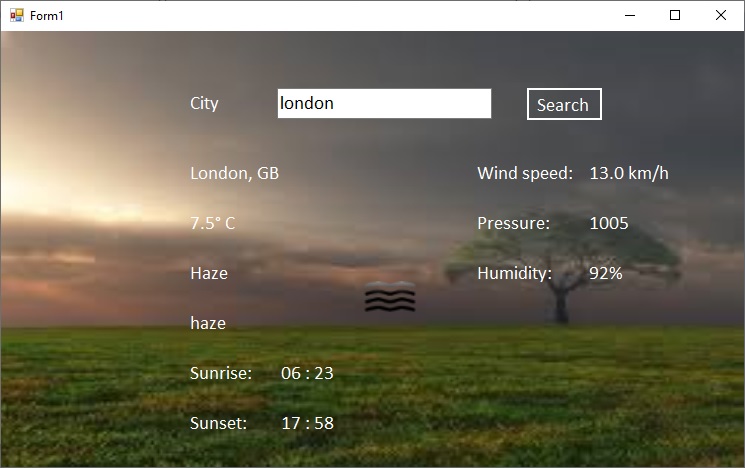 Form1
City london Search
London, GB Wind speed: 13.0 km/h
7.5° C Pressure: 1005
Haze Humidity: 92%
haze
Sunrise: 06 : 23
Sunset: 17 : 58